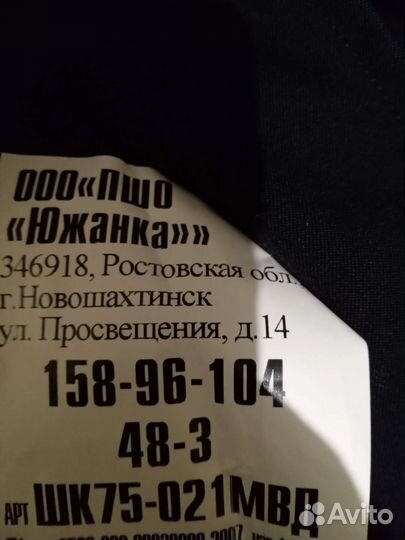 ООО«ПШО
«Южанка»»
346918, Ростовская обл.,
г.Новошахтинск
ул. Просвещения, д.14
158-96-104
48-3
АРТ ШК75-021МВД
Avito